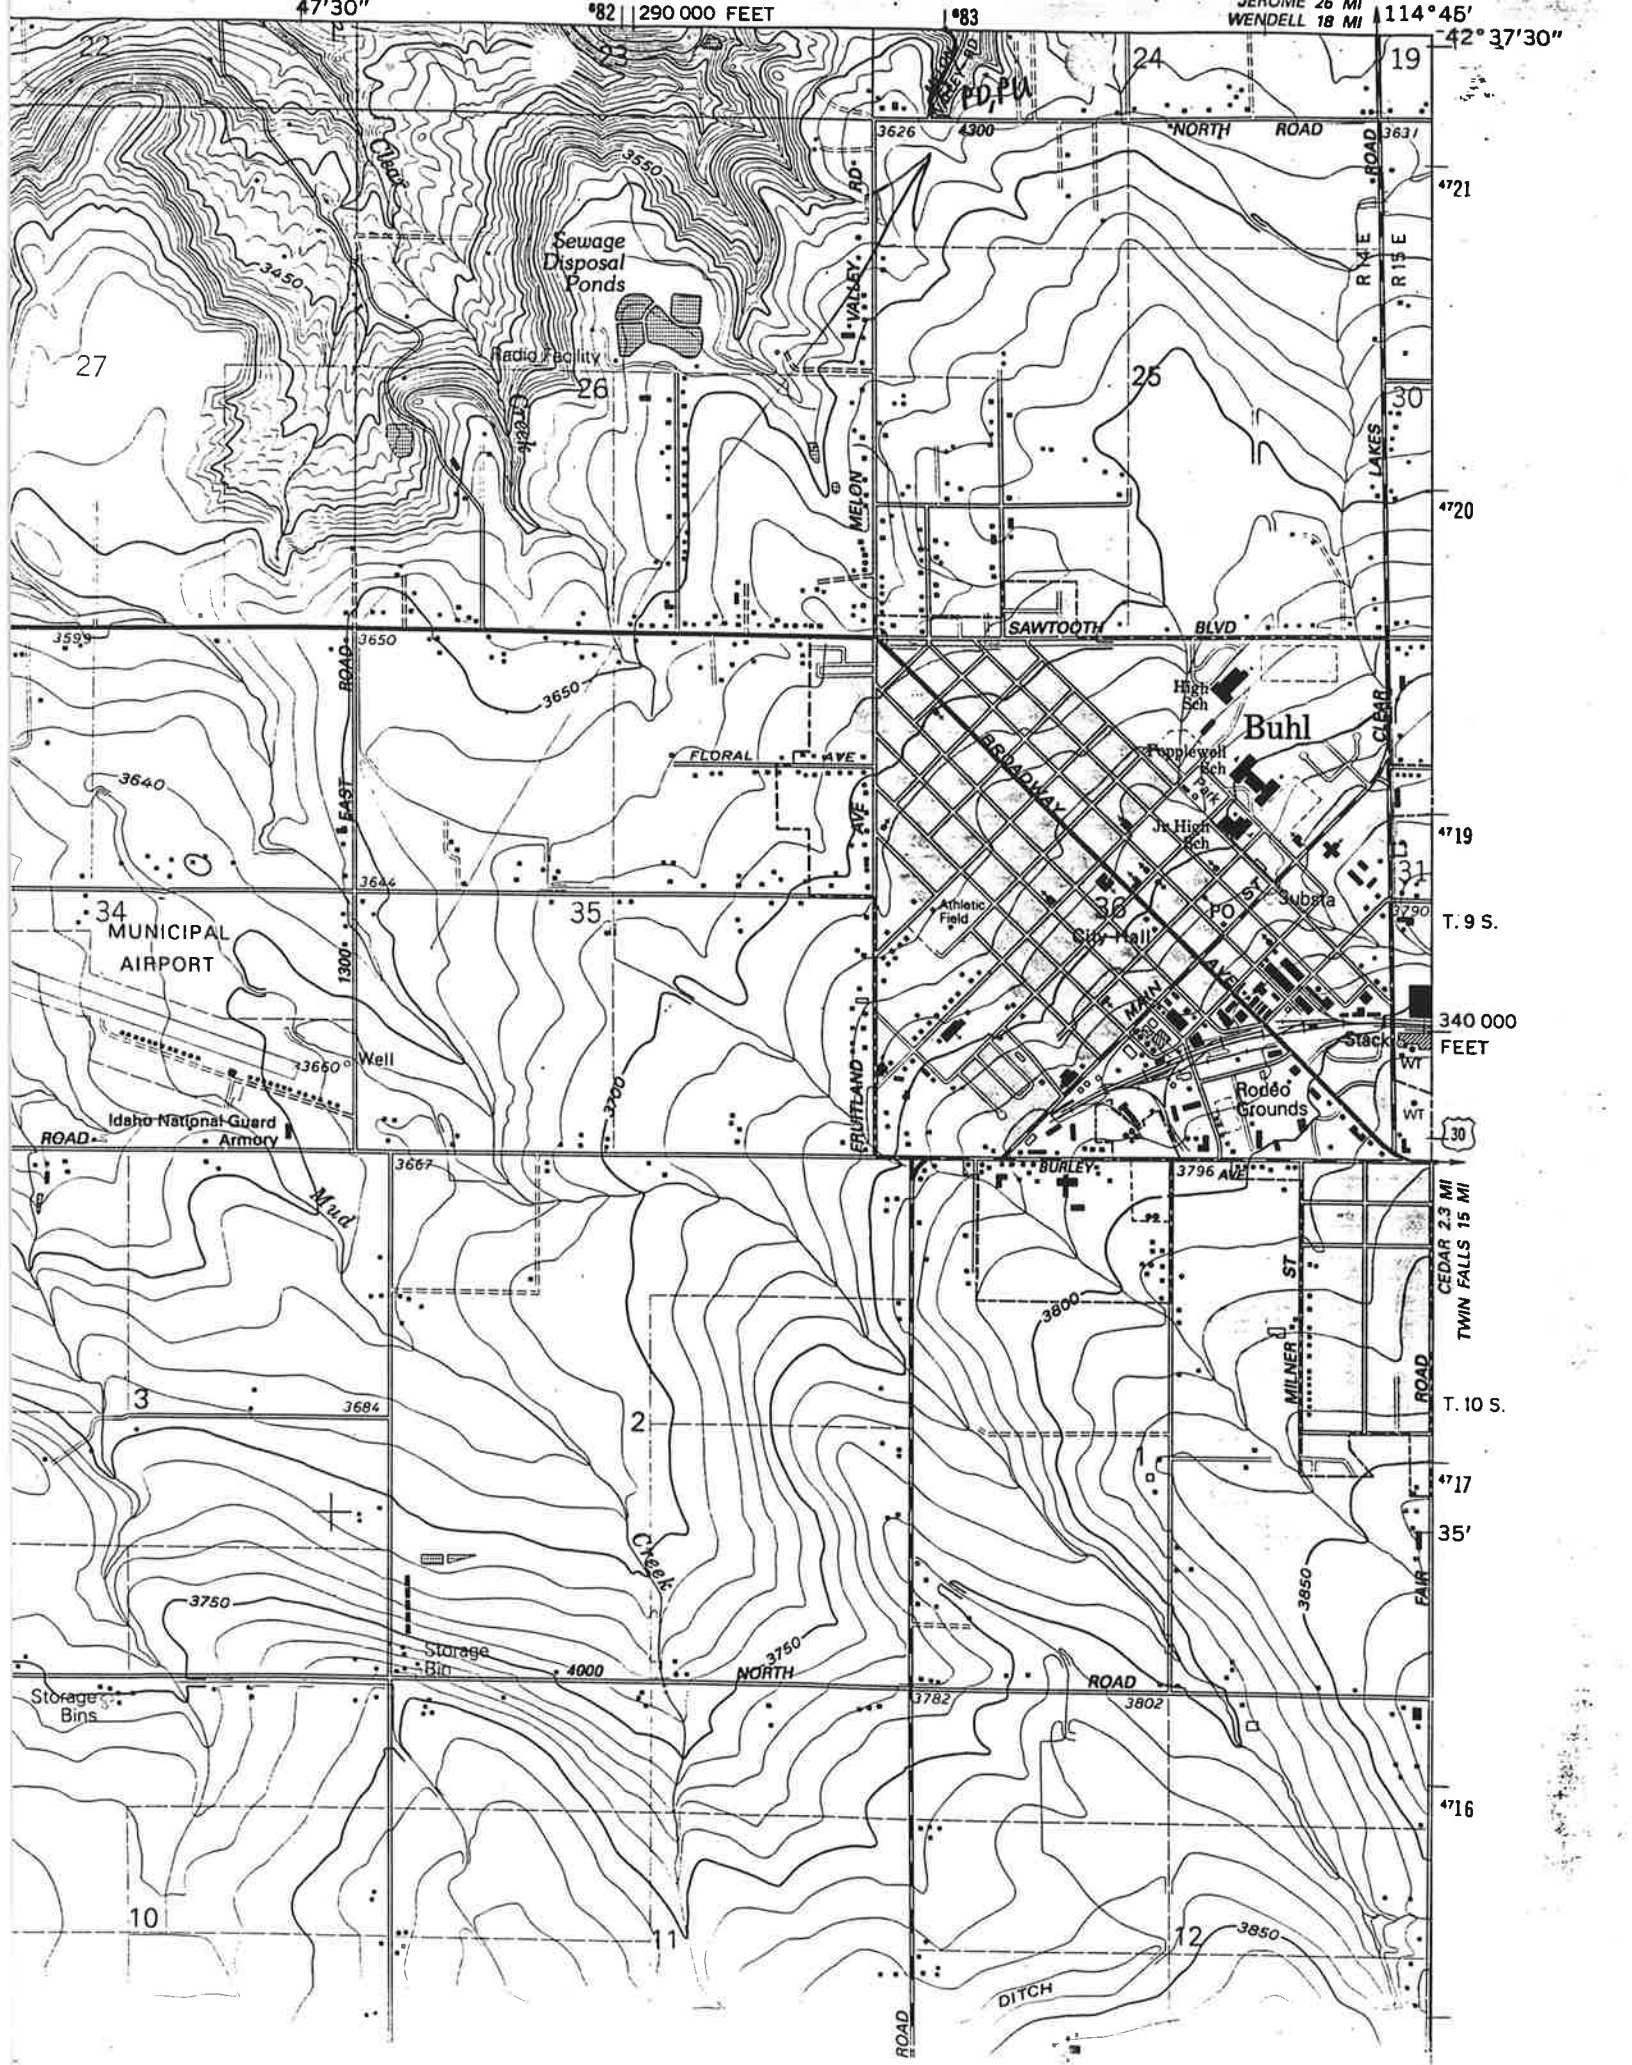 47'30"
682
290 000 FEET
683
JEROME 26 MI
WENDELL 18 MI
114°45'
42°37'30"
22
23
24
19
PD,PU
3626
4300
NORTH
ROAD
3631
ROAD
Clear
3550
RD
4721
Sewage
Disposal
Ponds
3450
VALLEY
R 14 E
R 15 E
27
Radio Facility
26
25
30
Creek
LAKES
MELON
4720
3599
3650
SAWTOOTH
BLVD
ROAD
3650
High
Sch
Buhl
CLEAR
FLORAL
AVE
BROADWAY
Popplewell
Sch
Park
3640
EAST
AVE
Jr High
Sch
4719
31
3644
34
35
Athletic
Field
36
PO
ST
Substa
3790
T. 9 S.
MUNICIPAL
AIRPORT
City Hall
1300
AVE
MAIN
340 000
FEET
Stack
3660
Well
WT
3700
FRUITLAND
Rodeo
Grounds
WT
Idaho National Guard
Armory
30
ROAD
3667
BURLEY
3796
AVE
Mud
CEDAR 2.3 MI
TWIN FALLS 15 MI
ST
3800
MILNER
ROAD
3
3684
2
1
T. 10 S.
4717
35'
Creek
3850
FAIR
3750
3750
Storage
Bin
4000
NORTH
ROAD
Storage
Bins
3782
3802
4716
10
11
12
3850
DITCH
ROAD